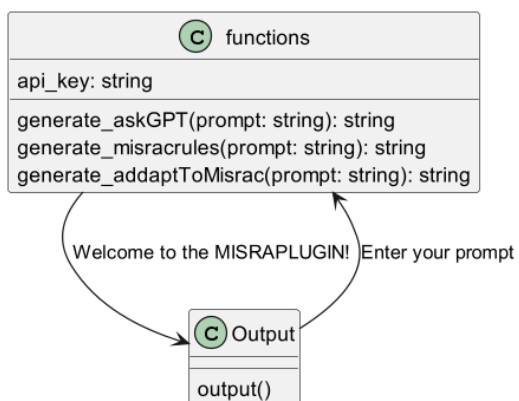 C functions
api_key: string
generate_askGPT(prompt: string): string
generate_misracrules(prompt: string): string
generate_addaptToMisrac(prompt: string): string
Welcome to the MISRAPLUGIN!
Enter your prompt
C Output
output()